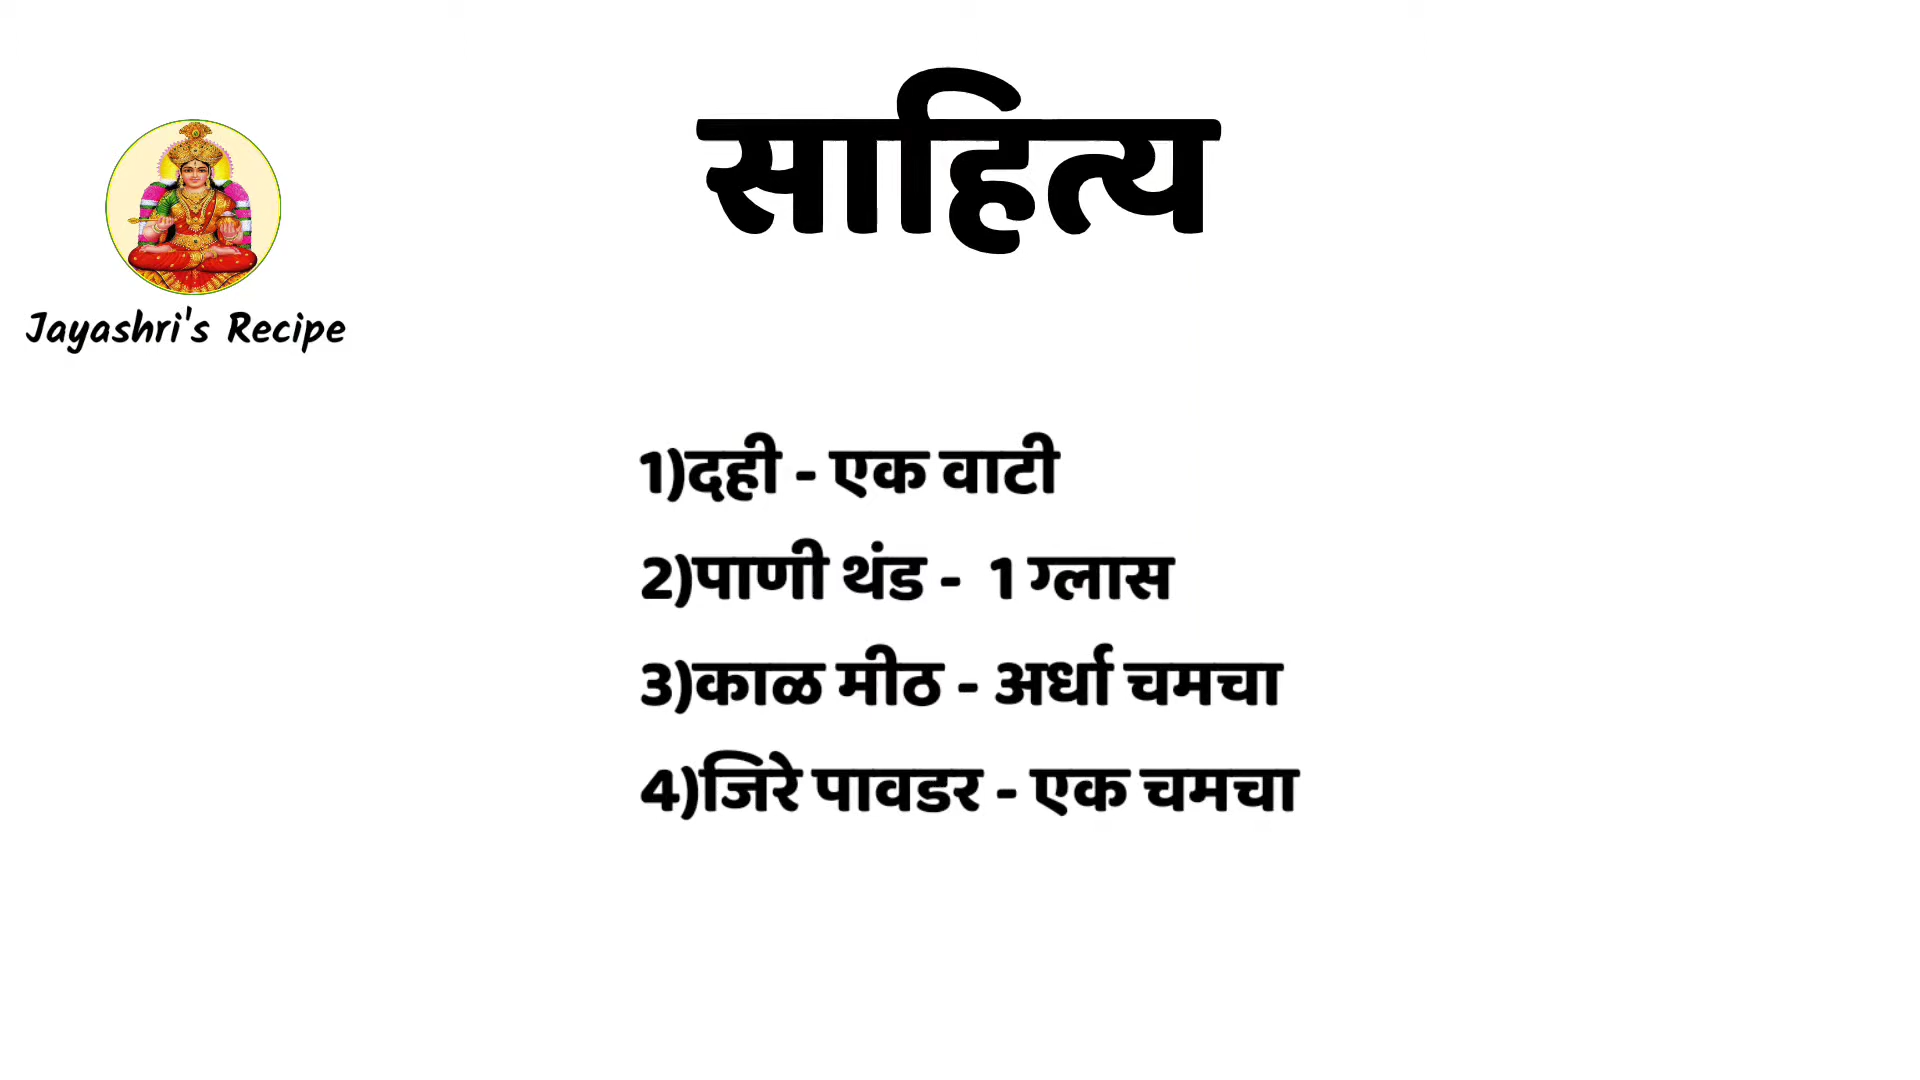 साहित्य
Jayashri's Recipe
1)दही - एक वाटी
2)पाणी थंड - 1 ग्लास
3)काळ मीठ - अर्धा चमचा
4)जिरे पावडर - एक चमचा